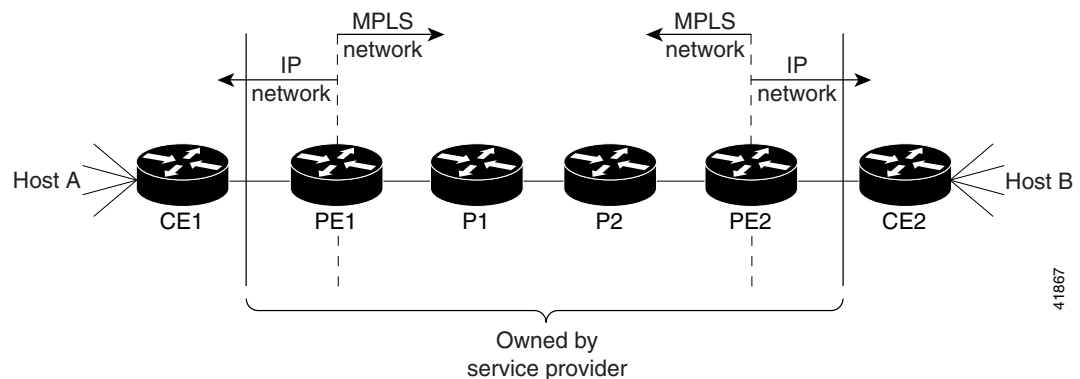 MPLS
network
MPLS
network
IP
network
IP
network
Host A
Host B
CE1
PE1
P1
P2
PE2
CE2
41867
Owned by
service provider